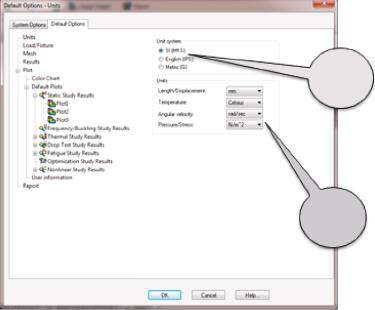 Default Options - Units
System Options
Default Options
Units
Load/Fixture
Mesh
Results
Plot
Color Chart
Default Plots
Static Study Results
Plot1
Plot2
Plot3
Frequency/Buckling Study Results
Thermal Study Results
Drop Test Study Results
Fatigue Study Results
Optimization Study Results
Nonlinear Study Results
User information
Report
Unit system
SI (MKS)
English (IPS)
Metric (G)
Units
Length/Displacement: mm
Temperature: Celsius
Angular velocity: rad/sec
Pressure/Stress: N/m^2
OK Cancel Help...